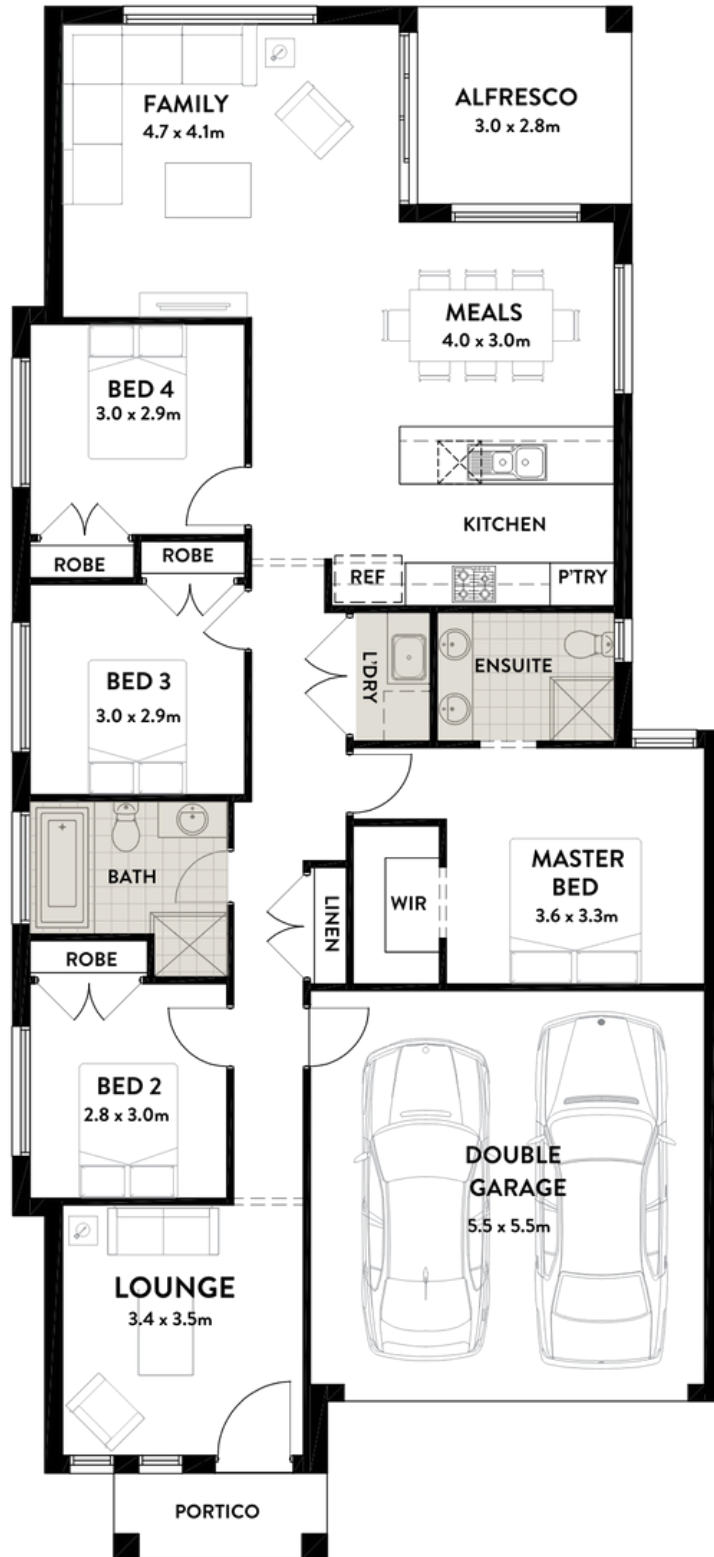 FAMILY
4.7 x 4.1m
ALFRESCO
3.0 x 2.8m
MEALS
4.0 x 3.0m
BED 4
3.0 x 2.9m
KITCHEN
ROBE
ROBE
REF
P'TRY
L'DRY
ENSUITE
BED 3
3.0 x 2.9m
BATH
MASTER
BED
3.6 x 3.3m
WIR
LINEN
ROBE
BED 2
2.8 x 3.0m
DOUBLE
GARAGE
5.5 x 5.5m
LOUNGE
3.4 x 3.5m
PORTICO